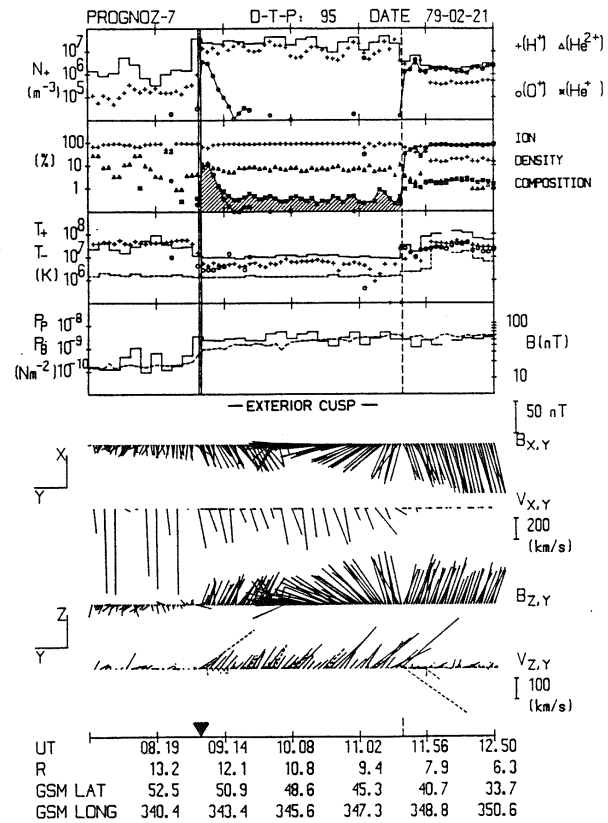 PROGNOZ-7 D-T-P: 95 DATE 79-02-21
10⁷
N₊ 10⁶
(m⁻³) 10⁵
+(H⁺) △(He²⁺)
o(O⁺) ✱(He⁺)
100
(%) 10
1
ION
DENSITY
COMPOSITION
T₊ 10⁸
T₋ 10⁷
(K) 10⁶
Pₚ 10⁻⁸
P_B 10⁻⁹
(Nm⁻²) 10⁻¹⁰
100
B(nT)
10
— EXTERIOR CUSP —
50 nT
X
Y
B_X,Y
V_X,Y
200
(km/s)
B_Z,Y
Z
Y
V_Z,Y
100
(km/s)
UT 08.19 09.14 10.08 11.02 11.56 12.50
R 13.2 12.1 10.8 9.4 7.9 6.3
GSM LAT 52.5 50.9 48.6 45.3 40.7 33.7
GSM LONG 340.4 343.4 345.6 347.3 348.8 350.6